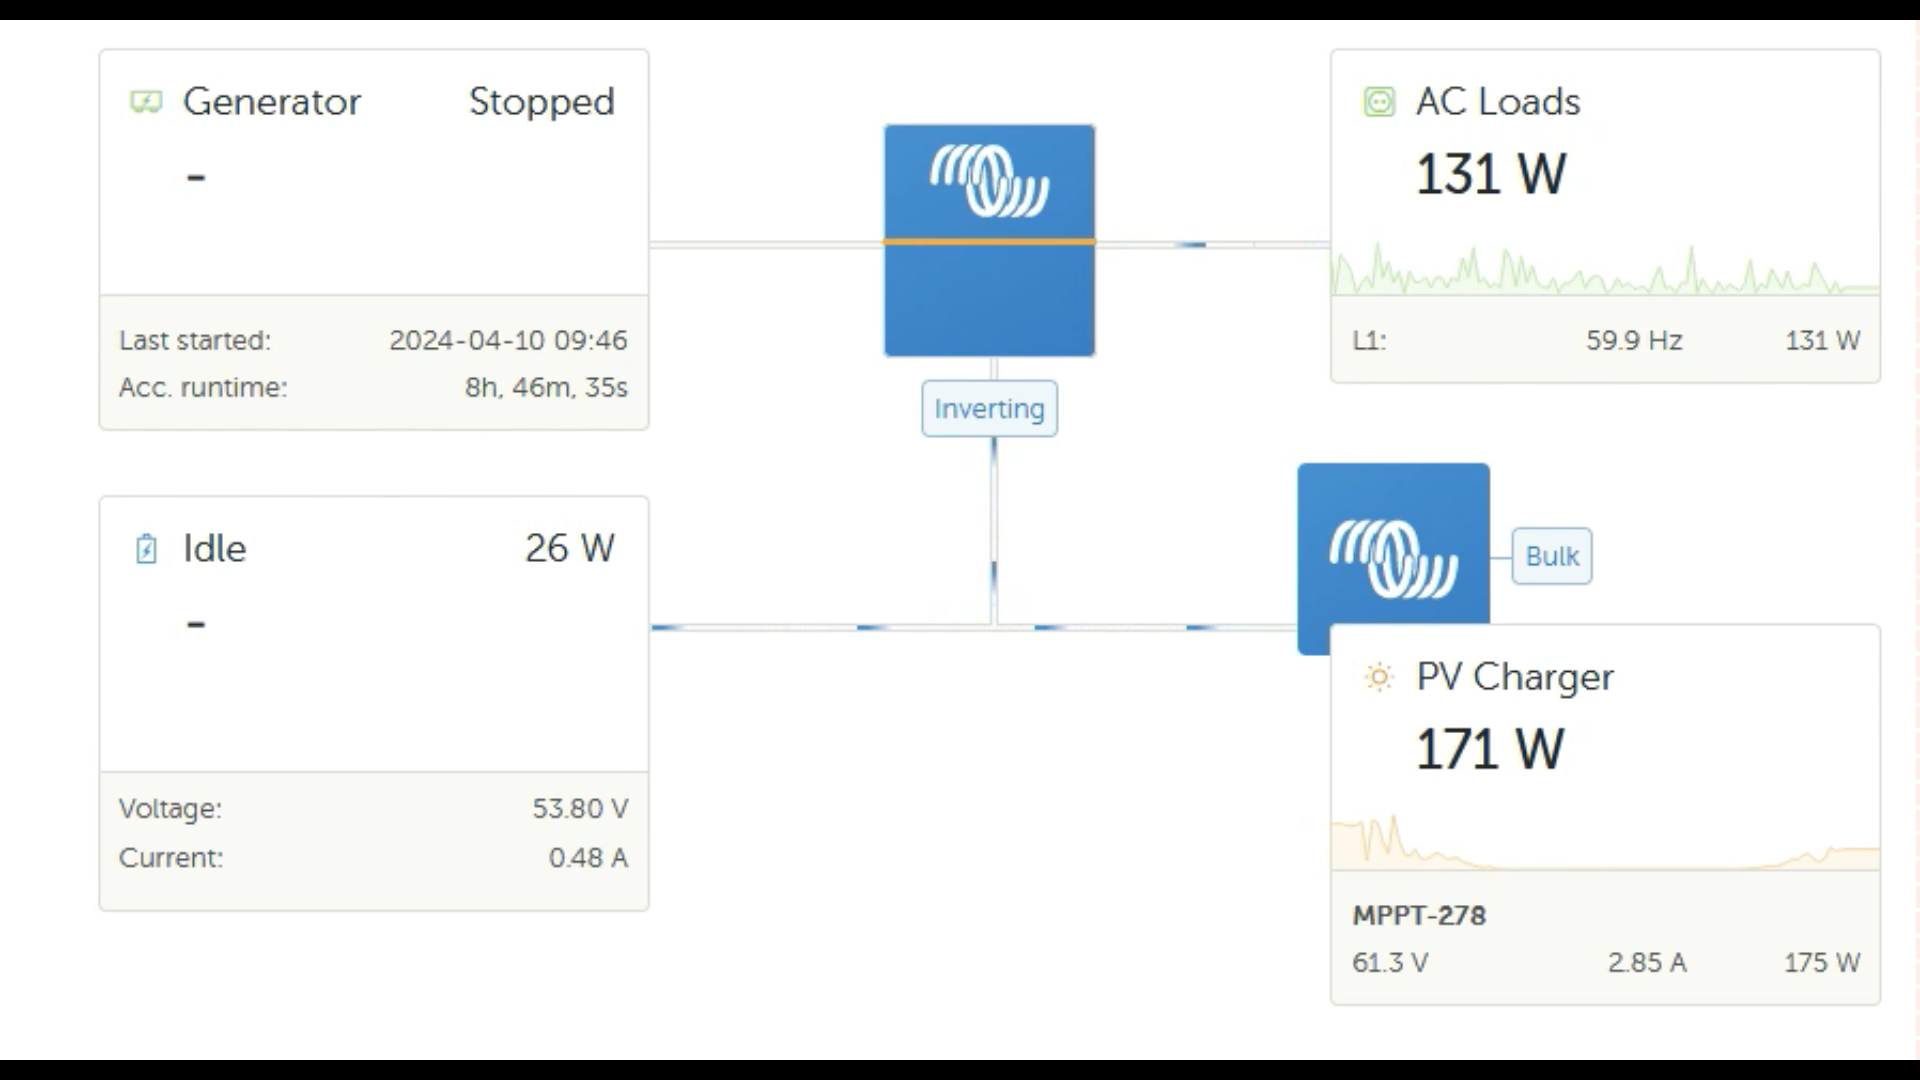 Generator Stopped
-
Last started: 2024-04-10 09:46
Acc. runtime: 8h, 46m, 35s
Inverting
AC Loads
131 W
L1: 59.9 Hz 131 W
Idle 26 W
-
Voltage: 53.80 V
Current: 0.48 A
Bulk
PV Charger
171 W
MPPT-278
61.3 V 2.85 A 175 W